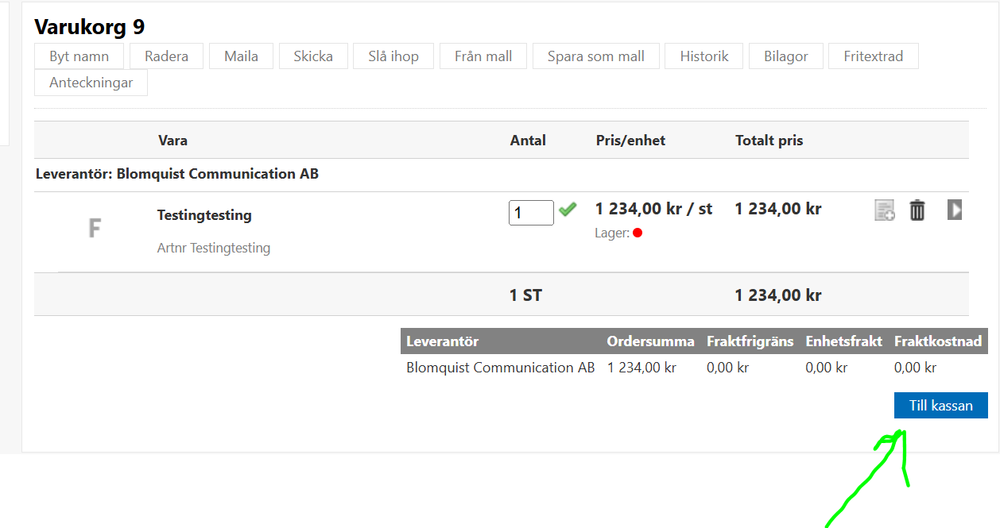 Varukorg 9
Byt namn Radera Maila Skicka Slå ihop Från mall Spara som mall Historik Bilagor Fritextrad
Anteckningar
Vara Antal Pris/enhet Totalt pris
Leverantör: Blomquist Communication AB
F Testingtesting 1 1 234,00 kr / st 1 234,00 kr
Lager:
Artnr Testingtesting
1 ST 1 234,00 kr
Leverantör Ordersumma Fraktfrigräns Enhetsfrakt Fraktkostnad
Blomquist Communication AB 1 234,00 kr 0,00 kr 0,00 kr 0,00 kr
Till kassan